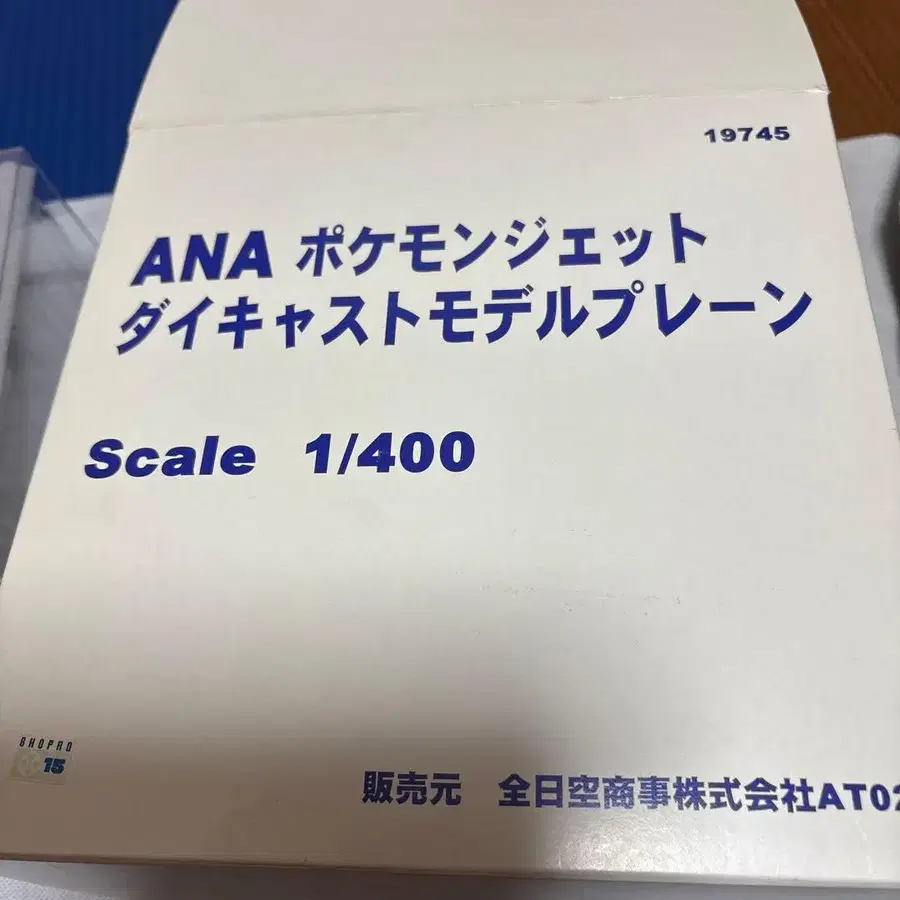 19745
ANA ポケモンジェット
ダイキャストモデルプレーン
Scale 1/400
SHOPRO
15
販売元 全日空商事株式会社AT02